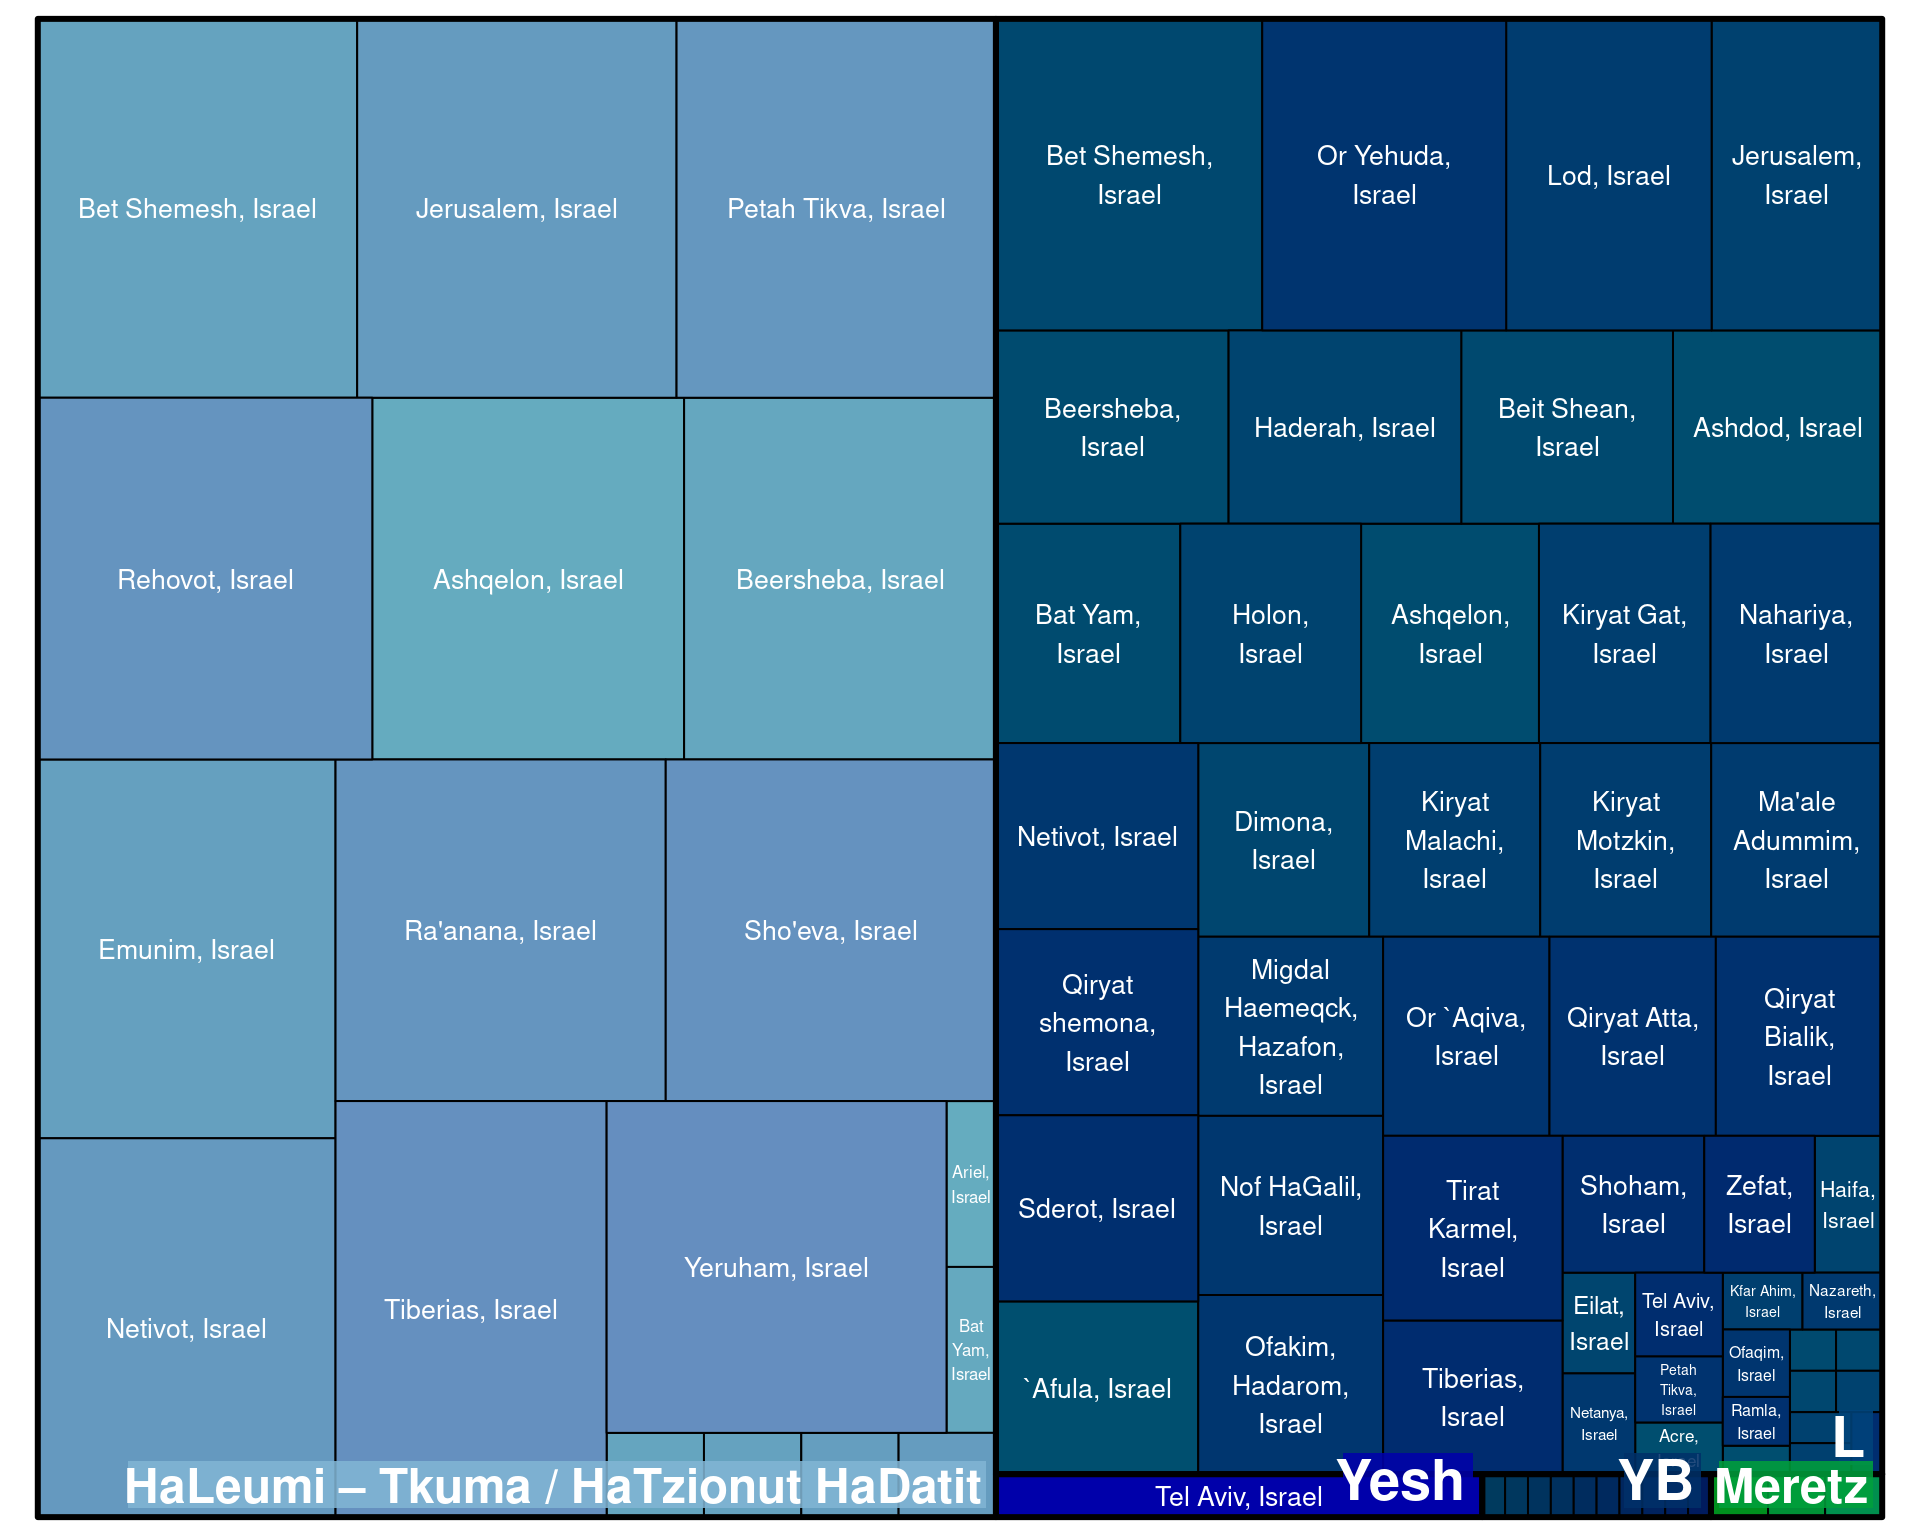 Bet Shemesh, Israel
Jerusalem, Israel
Petah Tikva, Israel
Rehovot, Israel
Ashqelon, Israel
Beersheba, Israel
Emunim, Israel
Ra'anana, Israel
Sho'eva, Israel
Netivot, Israel
Tiberias, Israel
Yeruham, Israel
Ariel,
Israel
Bat
Yam,
Israel
HaLeumi – Tkuma / HaTzionut HaDatit
Bet Shemesh,
Israel
Or Yehuda,
Israel
Lod, Israel
Jerusalem,
Israel
Beersheba,
Israel
Haderah, Israel
Beit Shean,
Israel
Ashdod, Israel
Bat Yam,
Israel
Holon,
Israel
Ashqelon,
Israel
Kiryat Gat,
Israel
Nahariya,
Israel
Netivot, Israel
Dimona,
Israel
Kiryat
Malachi,
Israel
Kiryat
Motzkin,
Israel
Ma'ale
Adummim,
Israel
Qiryat
shemona,
Israel
Migdal
Haemeqck,
Hazafon,
Israel
Or `Aqiva,
Israel
Qiryat Atta,
Israel
Qiryat
Bialik,
Israel
Sderot, Israel
Nof HaGalil,
Israel
Tirat
Karmel,
Israel
Shoham,
Israel
Zefat,
Israel
Haifa,
Israel
`Afula, Israel
Ofakim,
Hadarom,
Israel
Tiberias,
Israel
Eilat,
Israel
Tel Aviv,
Israel
Kfar Ahim,
Israel
Nazareth,
Israel
Netanya,
Israel
Petah
Tikva,
Israel
Ofaqim,
Israel
Ramla,
Israel
Acre,
L
Tel Aviv, Israel
Yesh
YB
Meretz